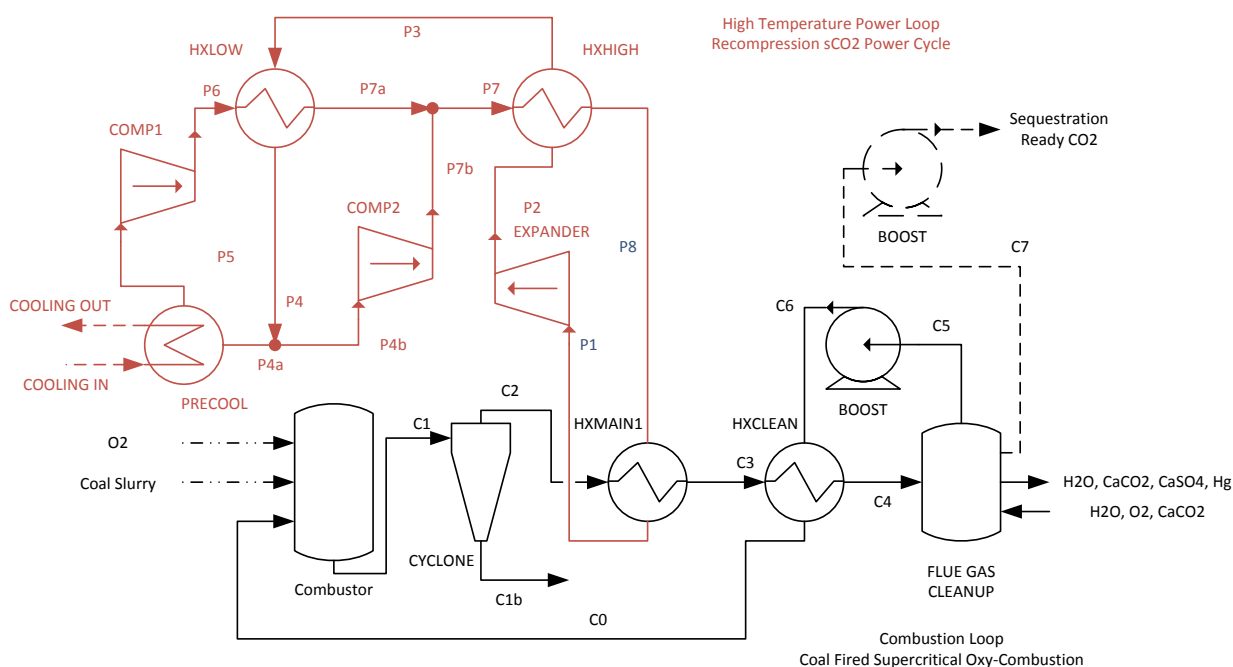 High Temperature Power Loop
Recompression sCO2 Power Cycle
P3
HXLOW
HXHIGH
P6
P7a
P7
COMP1
P7b
COMP2
P2
EXPANDER
P5
P8
P4
COOLING OUT
COOLING IN
P4a
P4b
P1
PRECOOL
Sequestration
Ready CO2
BOOST
C7
C6
C5
BOOST
C2
C1
O2
Coal Slurry
HXMAIN1
HXCLEAN
C3
C4
H2O, CaCO2, CaSO4, Hg
H2O, O2, CaCO2
CYCLONE
Combustor
C1b
FLUE GAS
CLEANUP
C0
Combustion Loop
Coal Fired Supercritical Oxy-Combustion